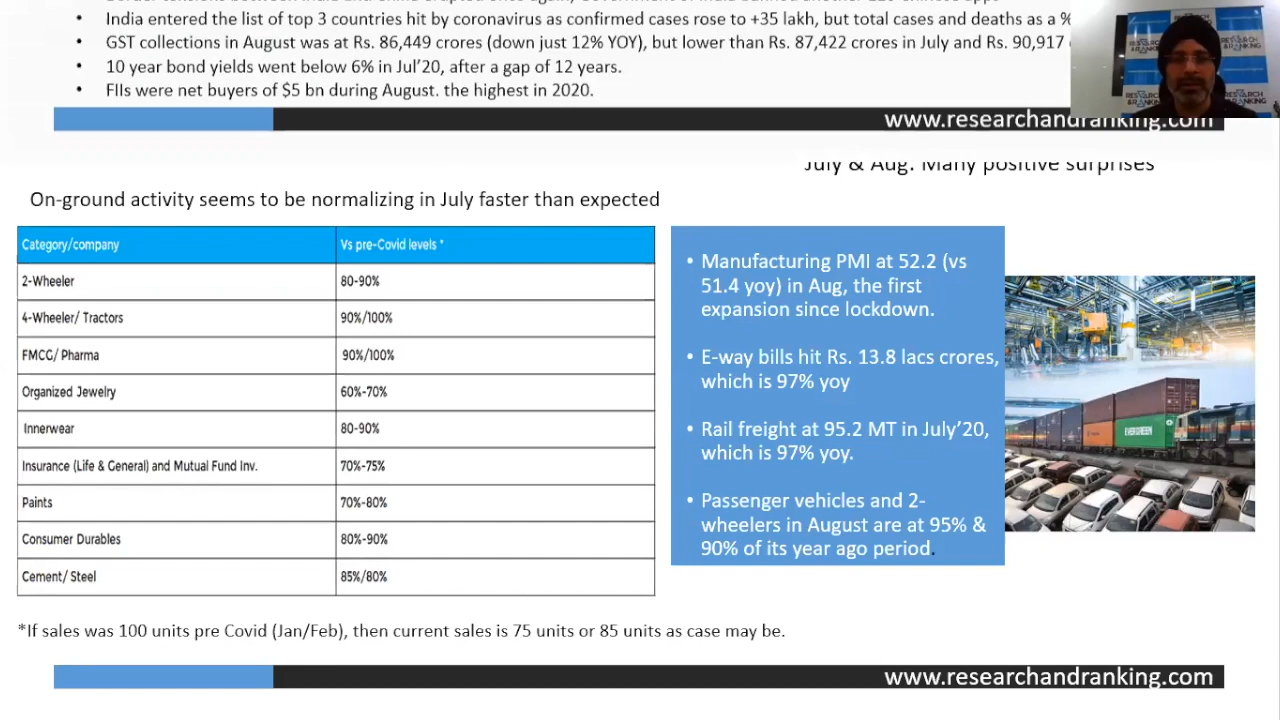 • India entered the list of top 3 countries hit by coronavirus as confirmed cases rose to +35 lakh, but total cases and deaths as a %
• GST collections in August was at Rs. 86,449 crores (down just 12% YOY), but lower than Rs. 87,422 crores in July and Rs. 90,917
• 10 year bond yields went below 6% in Jul’20, after a gap of 12 years.
• FIIs were net buyers of $5 bn during August. the highest in 2020.
www.researchandranking.com
July & Aug. Many positive surprises
On-ground activity seems to be normalizing in July faster than expected
Category/company Vs pre-Covid levels *
2-Wheeler 80-90%
4-Wheeler/ Tractors 90%/100%
FMCG/ Pharma 90%/100%
Organized Jewelry 60%-70%
Innerwear 80-90%
Insurance (Life & General) and Mutual Fund Inv. 70%-75%
Paints 70%-80%
Consumer Durables 80%-90%
Cement/ Steel 85%/80%
• Manufacturing PMI at 52.2 (vs
51.4 yoy) in Aug, the first
expansion since lockdown.
• E-way bills hit Rs. 13.8 lacs crores,
which is 97% yoy
• Rail freight at 95.2 MT in July’20,
which is 97% yoy.
• Passenger vehicles and 2-
wheelers in August are at 95% &
90% of its year ago period.
EVERGREEN
*If sales was 100 units pre Covid (Jan/Feb), then current sales is 75 units or 85 units as case may be.
www.researchandranking.com